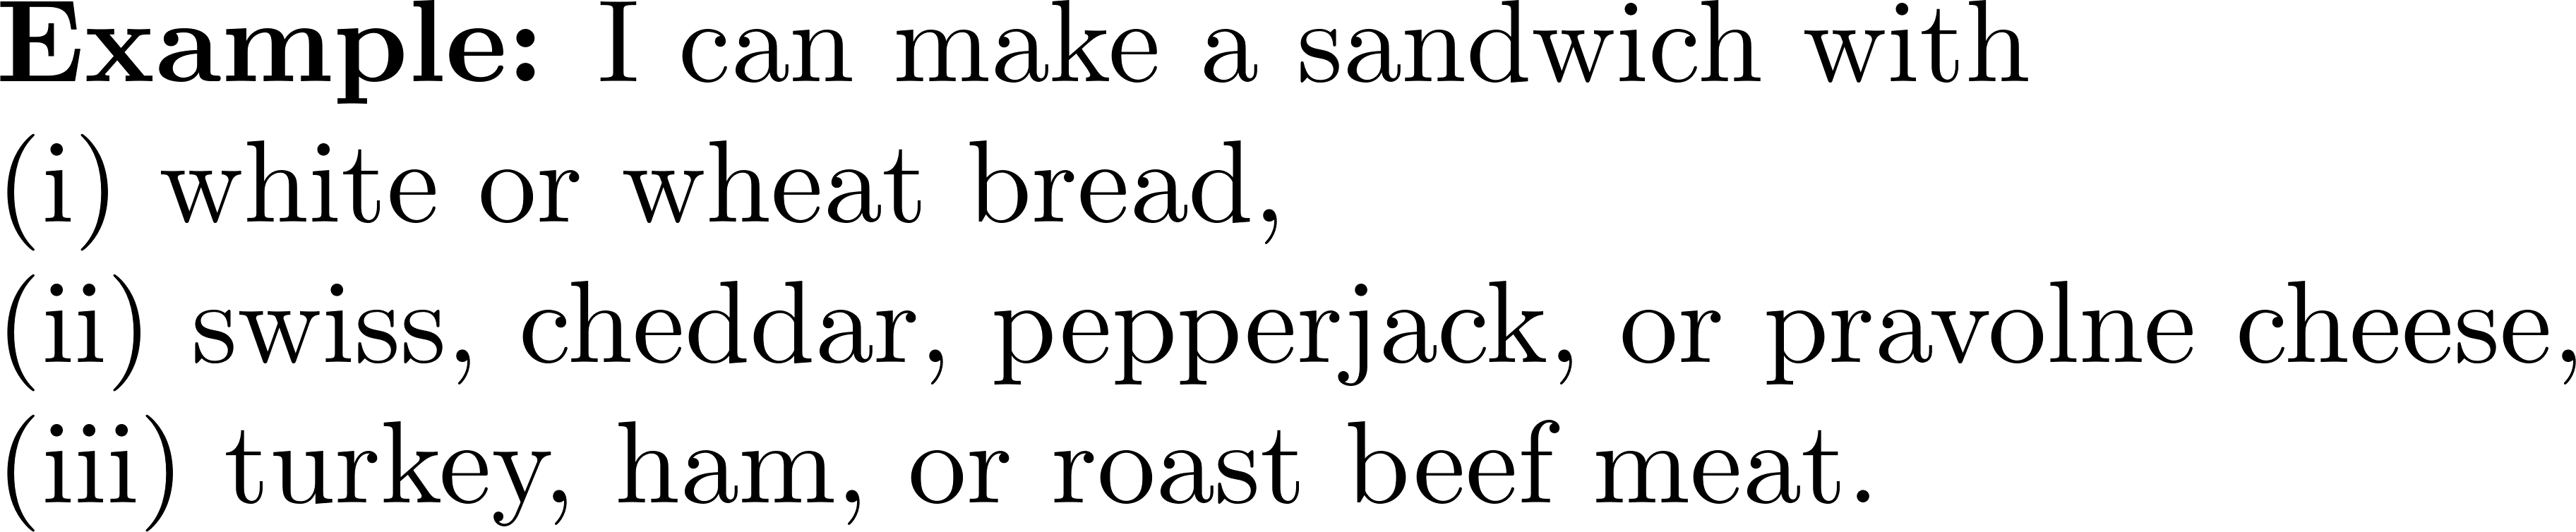 Example: I can make a sandwich with
(i) white or wheat bread,
(ii) swiss, cheddar, pepperjack, or pravolne cheese,
(iii) turkey, ham, or roast beef meat.